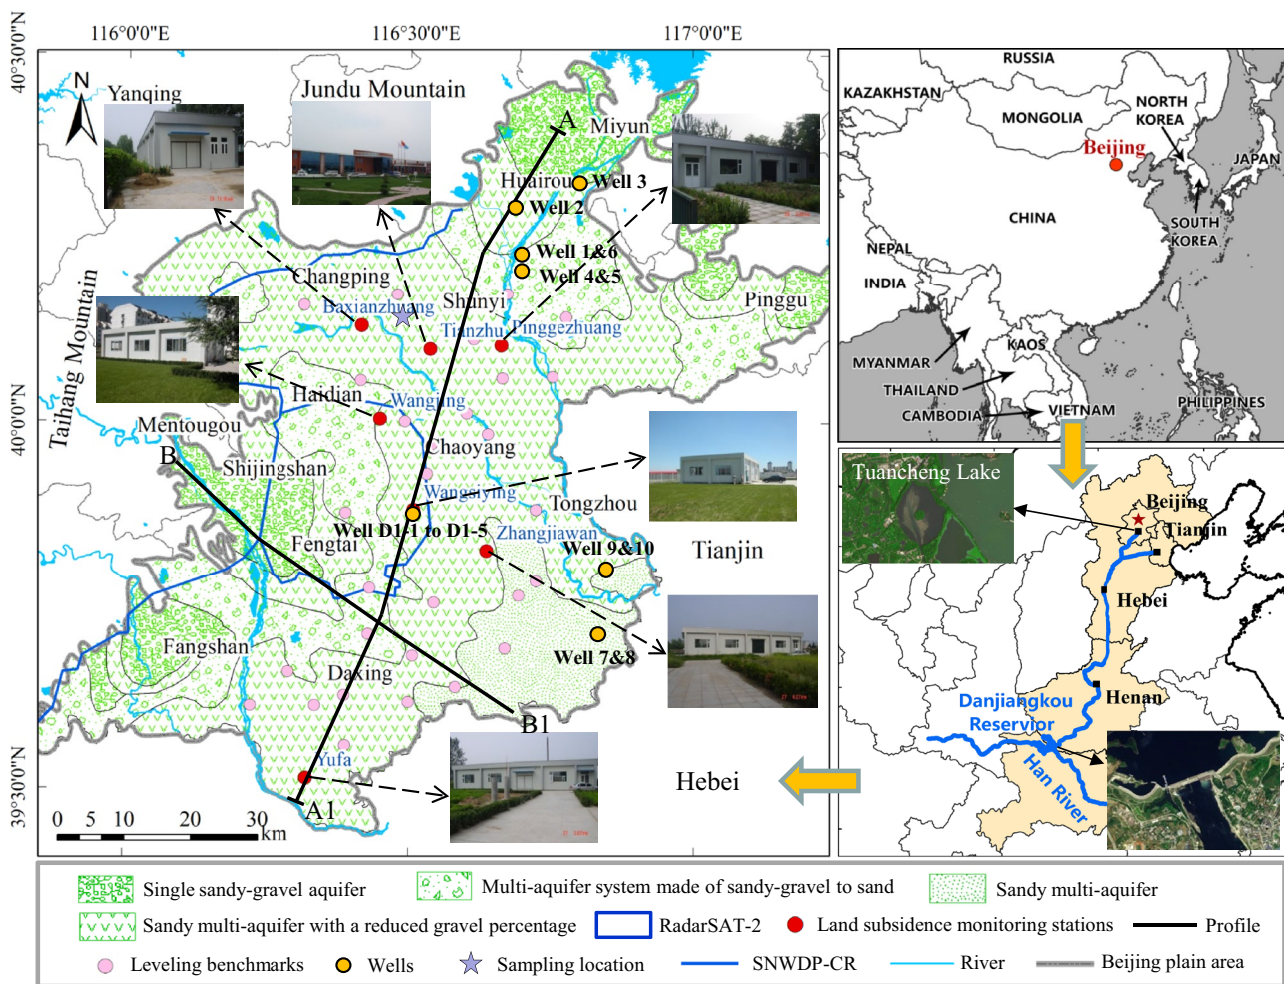 116°0'0"E
116°30'0"E
117°0'0"E
40°30'0"N
40°0'0"N
39°30'0"N
N
Yanqing
Jundu Mountain
A
Miyun
Huairou
Well 3
Well 2
Well 1&6
Well 4&5
Changping
Shunyi
Pinggu
Baxianzhuang
Tianzhu
Pinggezhuang
Taihang Mountain
Haidian
Wangjing
Mentougou
B
Chaoyang
Shijingshan
Wangsiying
Tongzhou
Well D1-1 to D1-5
Zhangjiawan
Fengtai
Well 9&10
Tianjin
Fangshan
Well 7&8
Daxing
B1
Yufa
A1
Hebei
0 5 10 20 30
km
RUSSIA
KAZAKHSTAN
MONGOLIA
NORTH
KOREA
Beijing
JAPAN
CHINA
SOUTH
KOREA
NEPAL
INDIA
KAOS
MYANMAR
THAILAND
CAMBODIA
VIETNAM
PHILIPPINES
Tuancheng Lake
Beijing
Tianjin
Hebei
Henan
Danjiangkou
Reservior
Han River
Single sandy-gravel aquifer
Multi-aquifer system made of sandy-gravel to sand
Sandy multi-aquifer
Sandy multi-aquifer with a reduced gravel percentage
RadarSAT-2
Land subsidence monitoring stations
Profile
Leveling benchmarks
Wells
Sampling location
SNWDP-CR
River
Beijing plain area